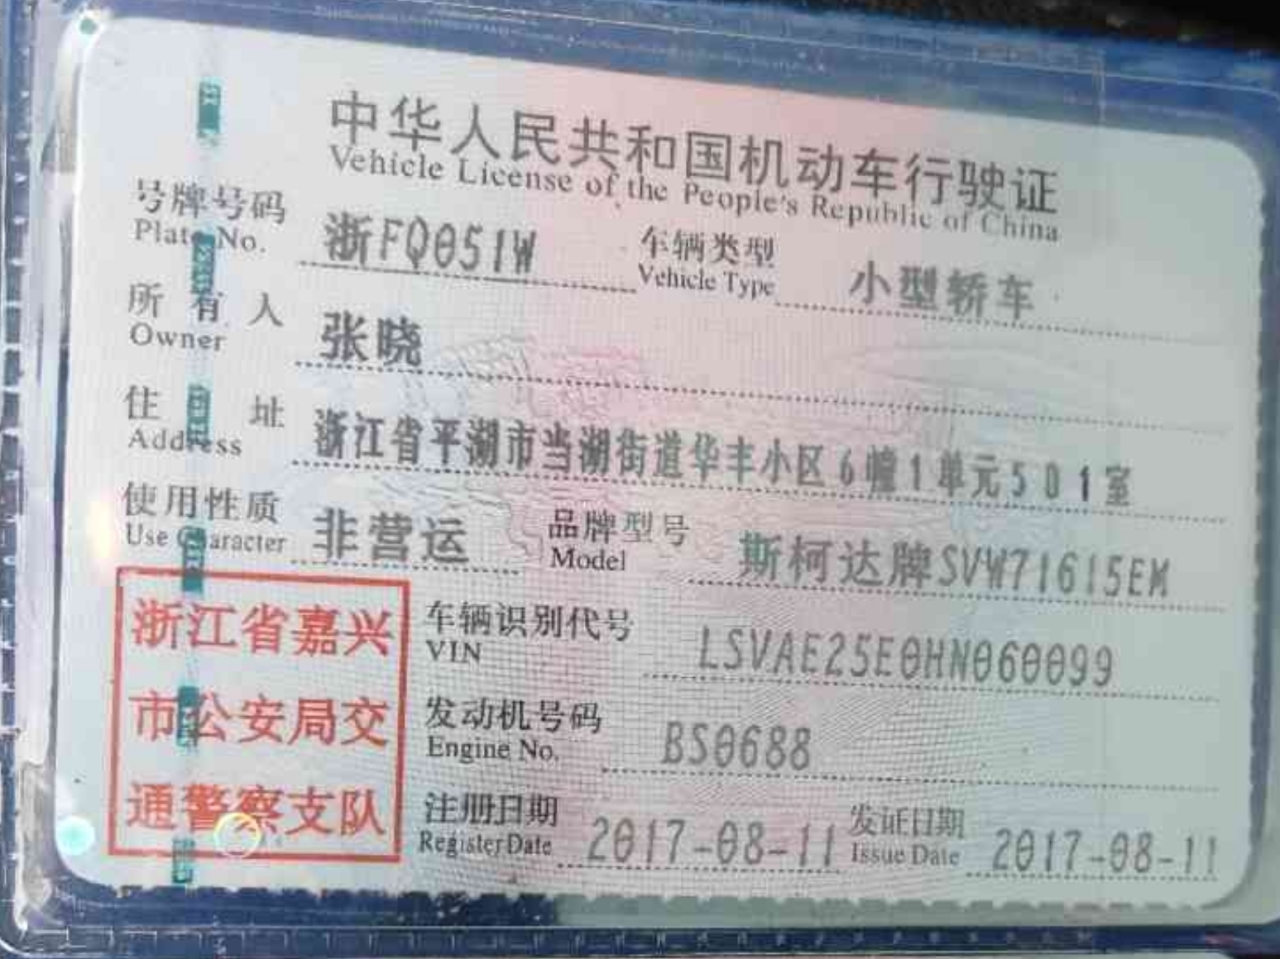 中华人民共和国机动车行驶证
Vehicle License of the People's Republic of China
号牌号码 浙FQ051W 车辆类型 小型轿车
Plate No. Vehicle Type
所有人 张晓
Owner
住址 浙江省平湖市当湖街道华丰小区6幢1单元501室
Address
使用性质 非营运 品牌型号 斯柯达牌SVW71615EM
Use Character Model
浙江省嘉兴
市公安局交
通警察支队
车辆识别代号 LSVAE25E0HN060099
VIN
发动机号码 BS0688
Engine No.
注册日期 2017-08-11 发证日期 2017-08-11
Register Date Issue Date